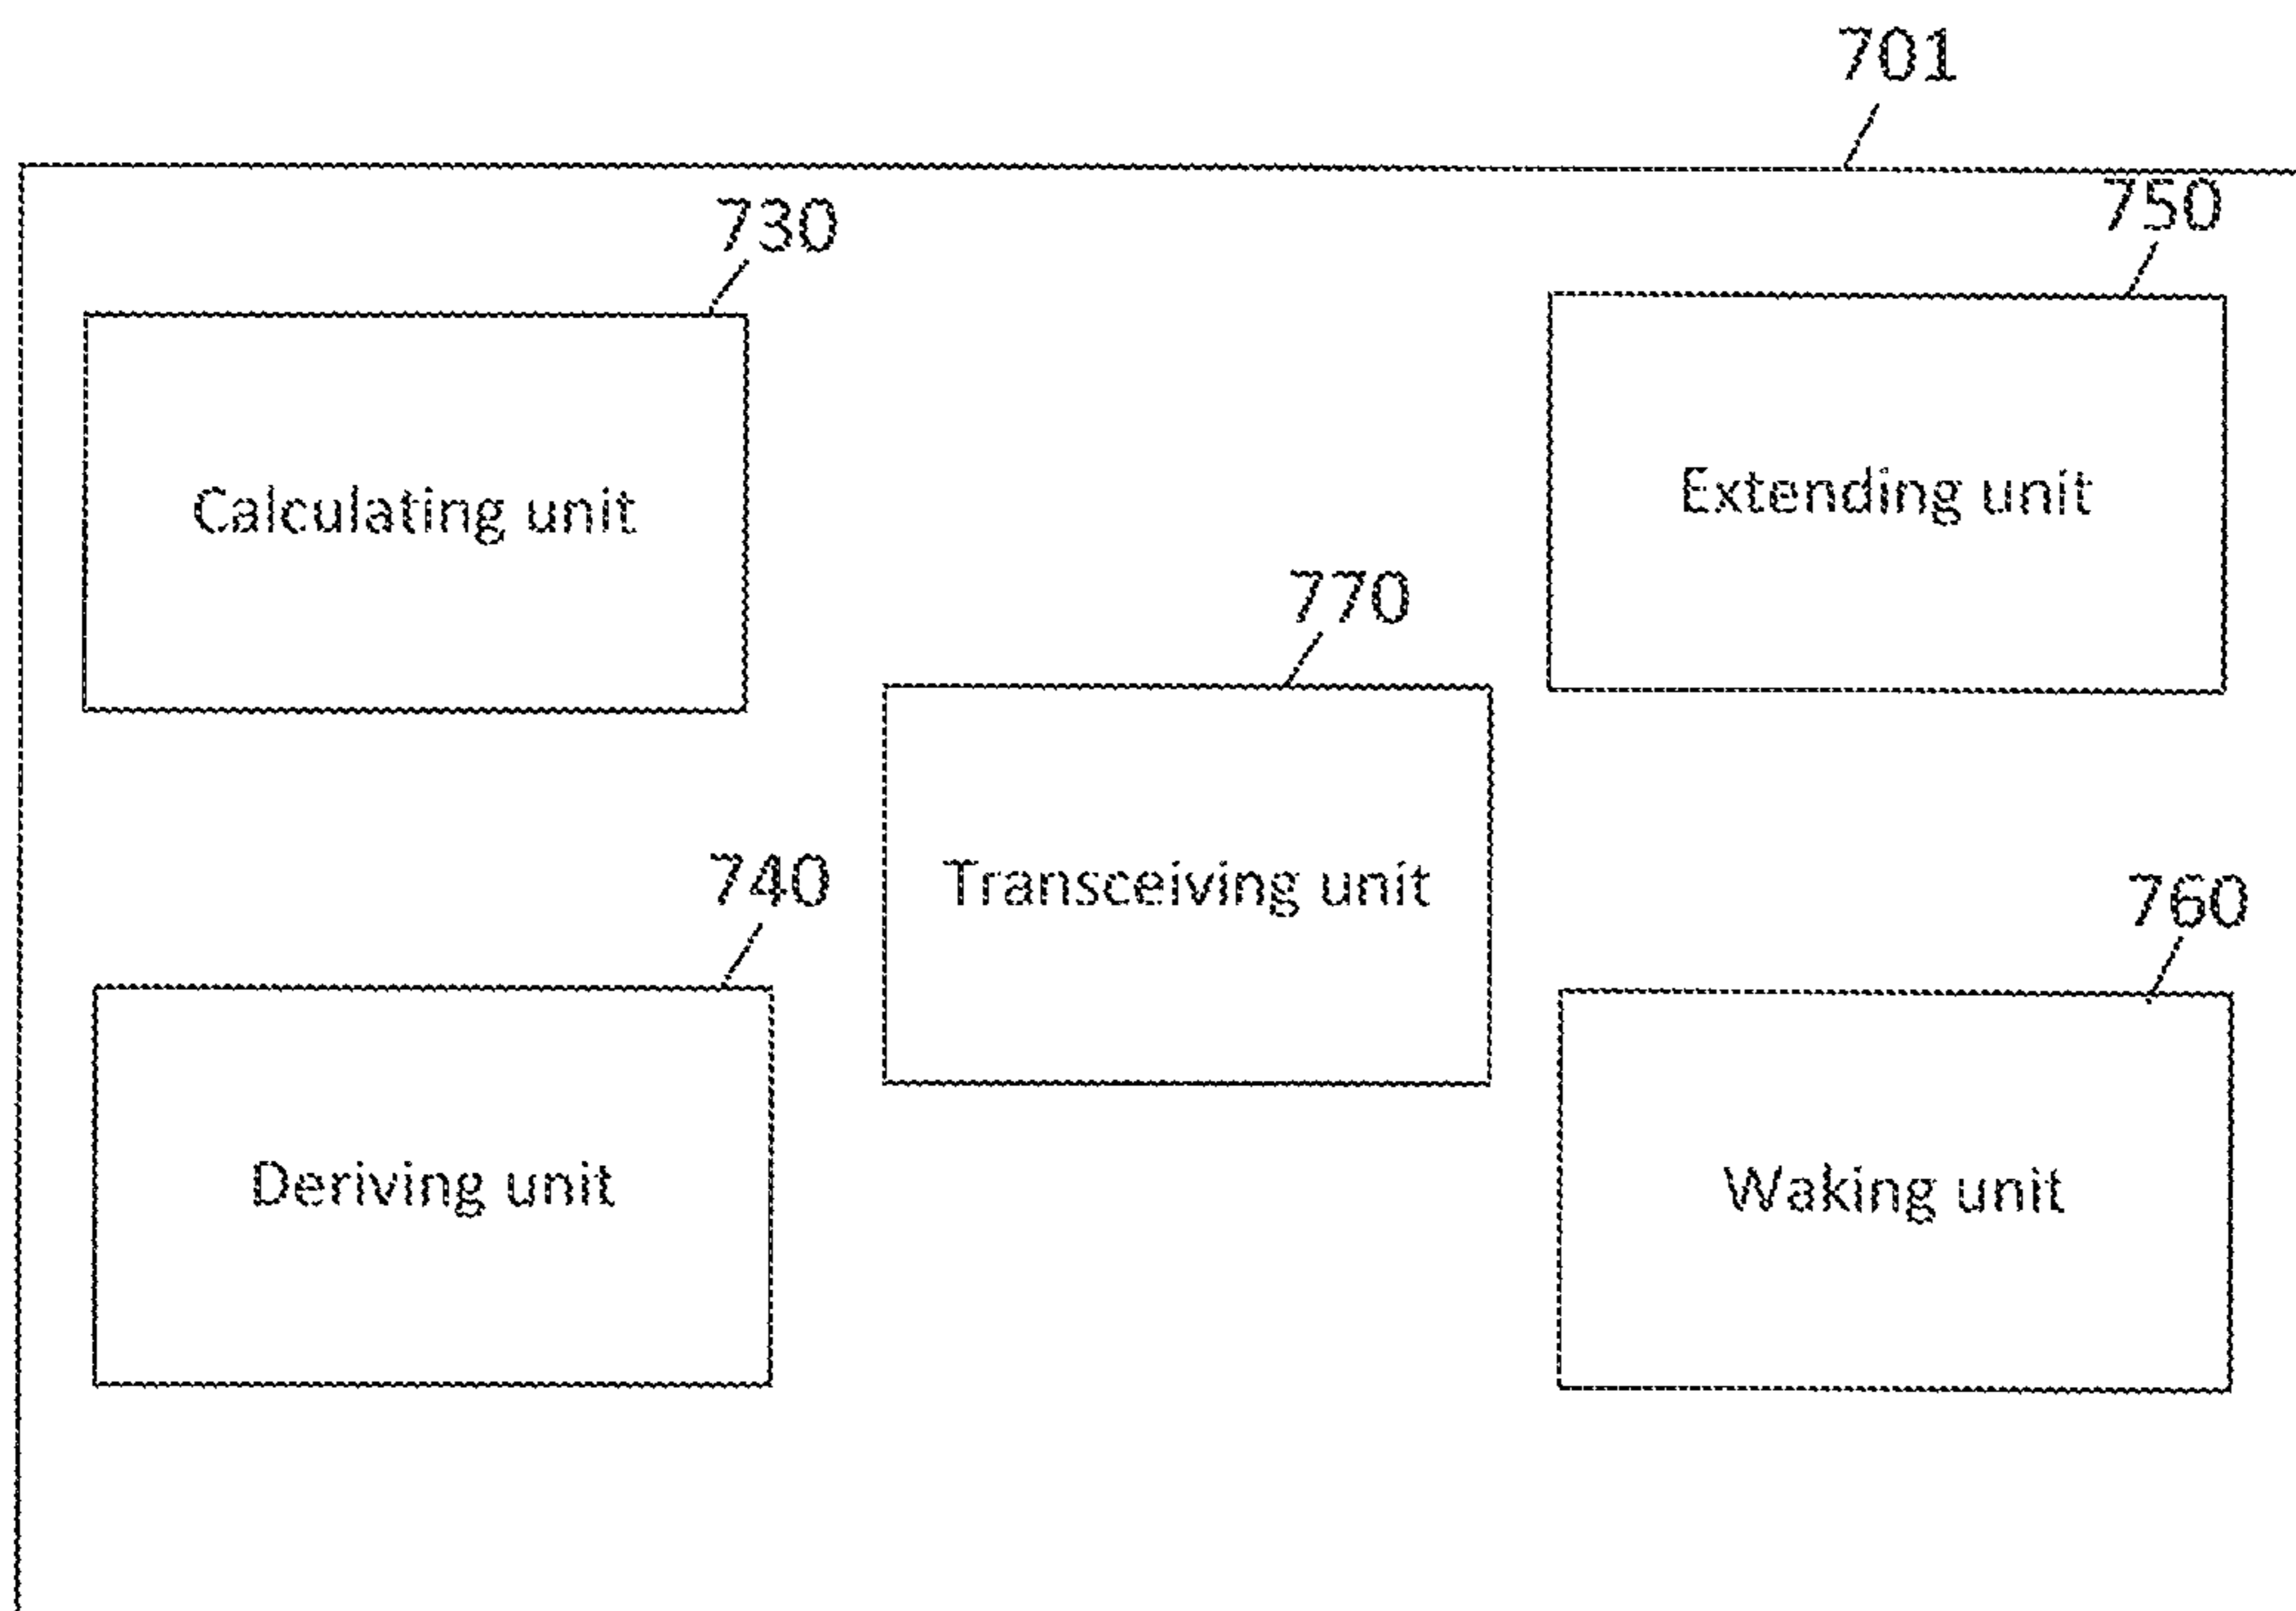 701
730
750
Calculating unit
Extending unit
770
740
Transceiving unit
760
Deriving unit
Waking unit